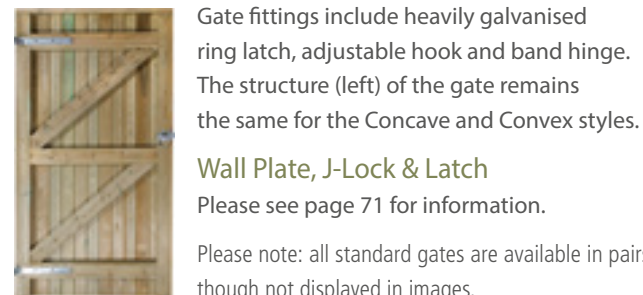 Gate fittings include heavily galvanised
ring latch, adjustable hook and band hinge.
The structure (left) of the gate remains
the same for the Concave and Convex styles.
Wall Plate, J-Lock & Latch
Please see page 71 for information.
Please note: all standard gates are available in pairs
though not displayed in images.